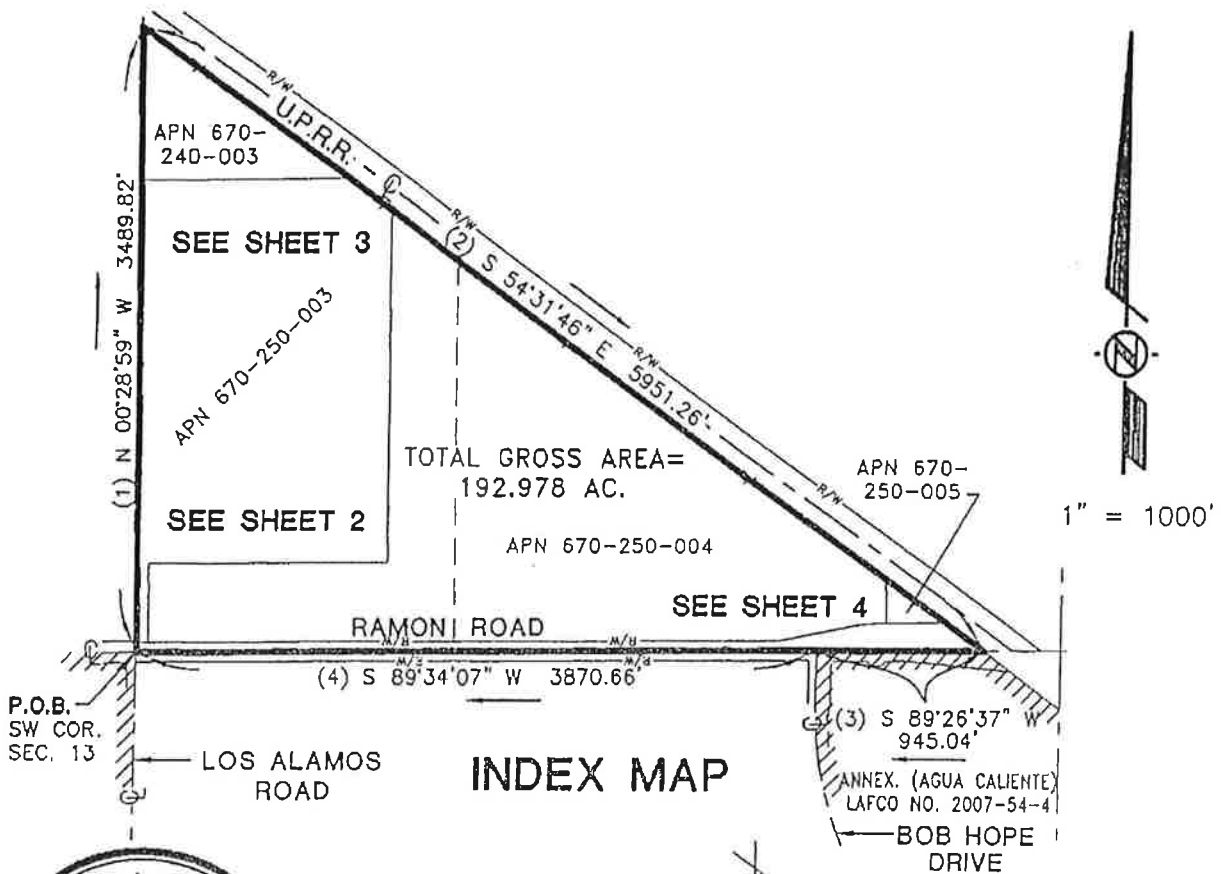 R/W
U.P.R.R.
APN 670-
240-003
(1) N 00°28'59" W 3489.82'
SEE SHEET 3
R/W
(2) S 54°31'46" E 5951.26'
R/W
APN 670-250-003
TOTAL GROSS AREA=
192.978 AC.
R/W
APN 670-
250-005
1" = 1000'
N
SEE SHEET 2
APN 670-250-004
SEE SHEET 4
RAMON ROAD
R/W R/W
R/W R/W
(4) S 89°34'07" W 3870.66'
P.O.B.
SW COR.
SEC. 13
(3) S 89°26'37" W
945.04'
LOS ALAMOS
ROAD
INDEX MAP
ANNEX. (AGUA CALIENTE)
LAFCO NO. 2007-54-4
BOB HOPE
DRIVE